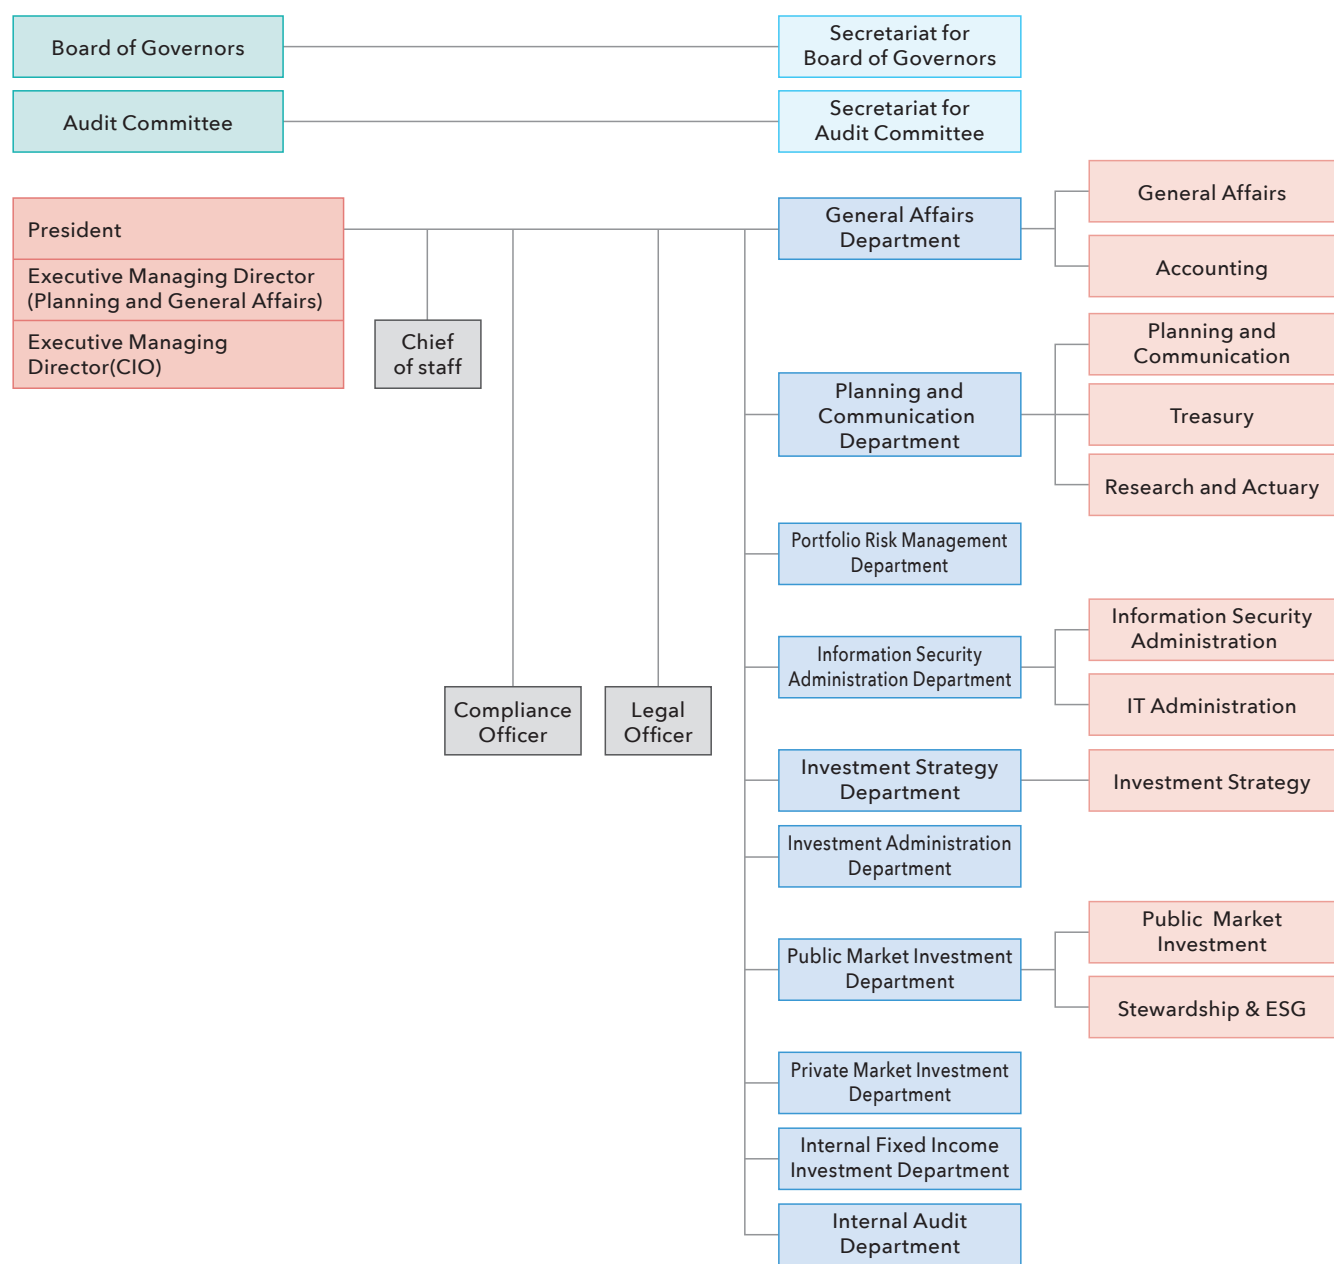 Board of Governors
Secretariat for
Board of Governors
Audit Committee
Secretariat for
Audit Committee
President
Executive Managing Director
(Planning and General Affairs)
Executive Managing
Director(CIO)
Chief
of staff
Compliance
Officer
Legal
Officer
General Affairs
Department
General Affairs
Accounting
Planning and
Communication
Department
Planning and
Communication
Treasury
Research and Actuary
Portfolio Risk Management
Department
Information Security
Administration Department
Information Security
Administration
IT Administration
Investment Strategy
Department
Investment Strategy
Investment Administration
Department
Public Market Investment
Department
Public Market
Investment
Stewardship & ESG
Private Market Investment
Department
Internal Fixed Income
Investment Department
Internal Audit
Department